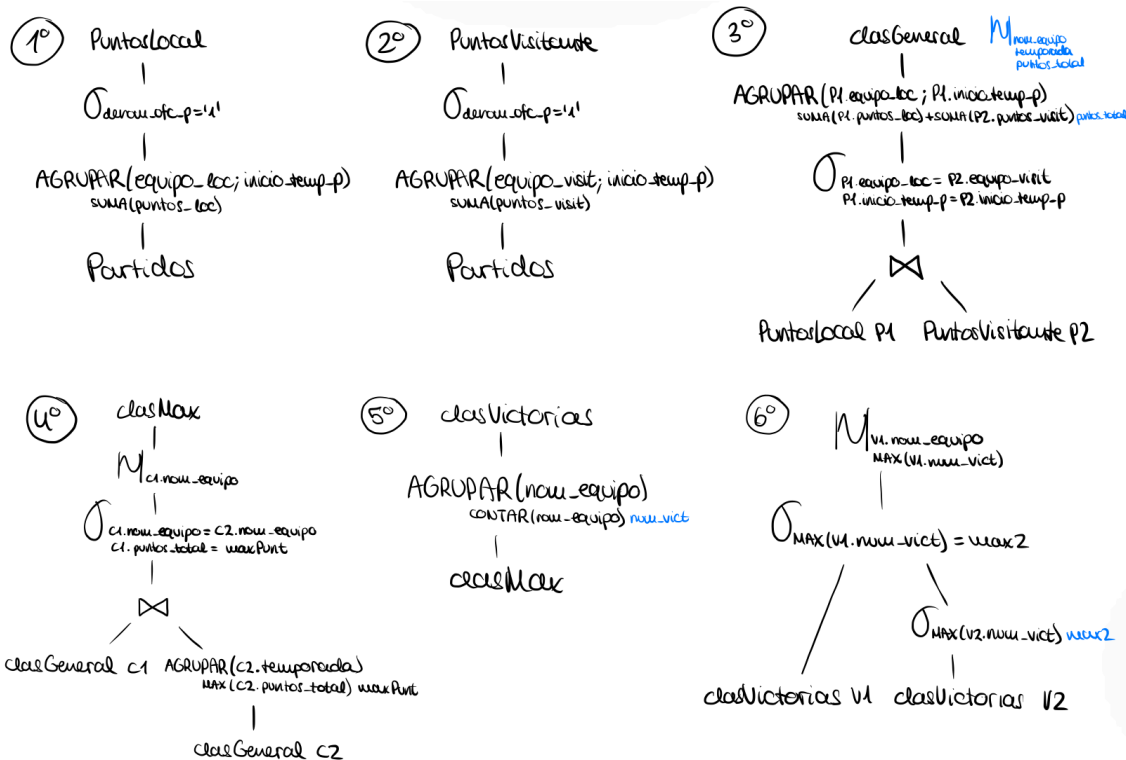 1º
PuntosLocal
σ denom_ofc_p='1'
AGRUPAR(equipo_loc; inicio_temp_p)
SUMA(puntos_loc)
Partidos
2º
PuntosVisitante
σ denom_ofc_p='1'
AGRUPAR(equipo_visit; inicio_temp_p)
SUMA(puntos_visit)
Partidos
3º
clasGeneral
Π nom_equipo
temporada
puntos_total
AGRUPAR(P1.equipo_loc; P1.inicio_temp_p)
SUMA(P1.puntos_loc)+SUMA(P2.puntos_visit) puntos_total
σ P1.equipo_loc = P2.equipo_visit
P1.inicio_temp_p = P2.inicio_temp_p
⋈
PuntosLocal P1 PuntosVisitante P2
4º
clasMax
Π C1.nom_equipo
σ C1.nom_equipo = C2.nom_equipo
C1.puntos_total = maxPunt
⋈
clasGeneral C1 AGRUPAR(C2.temporada)
MAX(C2.puntos_total) maxPunt
clasGeneral C2
5º
clasVictorias
AGRUPAR(nom_equipo)
CONTAR(nom_equipo) num_vict
clasMax
6º
Π V1.nom_equipo
MAX(V1.num_vict)
σ MAX(V1.num_vict) = max2
σ MAX(V2.num_vict) max2
clasVictorias V1 clasVictorias V2